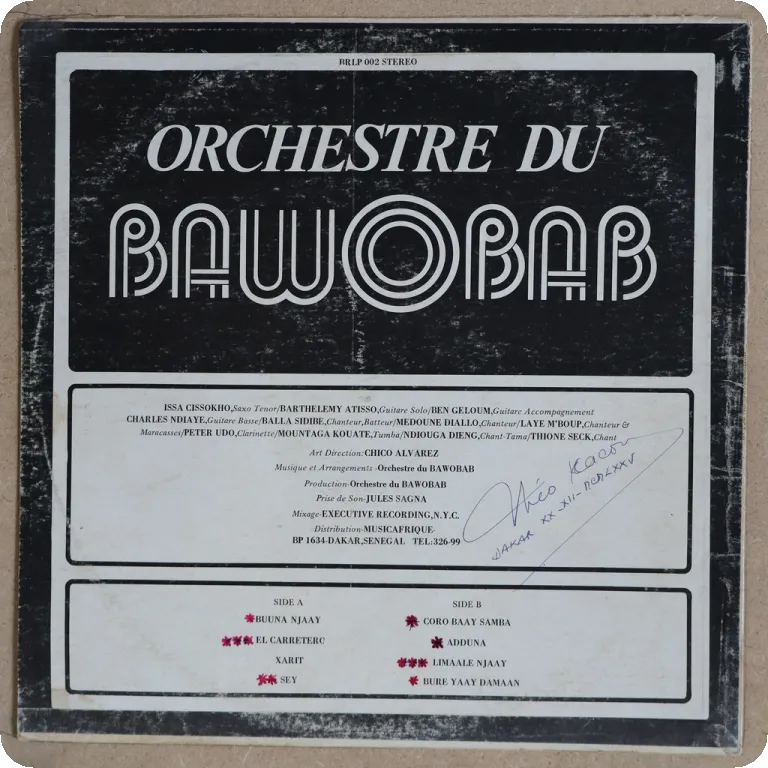 BRLP 002 STEREO
ORCHESTRE DU
BAWOBAB
ISSA CISSOKHO,Saxo Tenor/BARTHELEMY ATISSO,Guitare Solo/BEN GELOUM,Guitare Accompagnement
CHARLES NDIAYE,Guitare Basse/BALLA SIDIBE,Chanteur,Batteur/MEDOUNE DIALLO,Chanteur/LAYE M'BOUP,Chanteur &
Maracasses/PETER UDO,Clarinette/MOUNTAGA KOUATE,Tumba/NDIOUGA DIENG,Chant-Tama/THIONE SECK,Chant
Art Direction:CHICO ALVAREZ
Musique et Arrangements-Orchestre du BAWOBAB
Production-Orchestre du BAWOBAB
Prise de Son-JULES SAGNA
Mixage-EXECUTIVE RECORDING,N.Y.C.
Distribution-MUSICAFRIQUE-
BP 1634-DAKAR,SENEGAL TEL:326-99
Théo
DAKAR XX-XII-MCMLXXV
SIDE A
BUUNA NJAAY
EL CARRETERO
XARIT
SEY
SIDE B
CORO BAAY SAMBA
ADDUNA
LIMAALE NJAAY
BURE YAAY DAMAAN